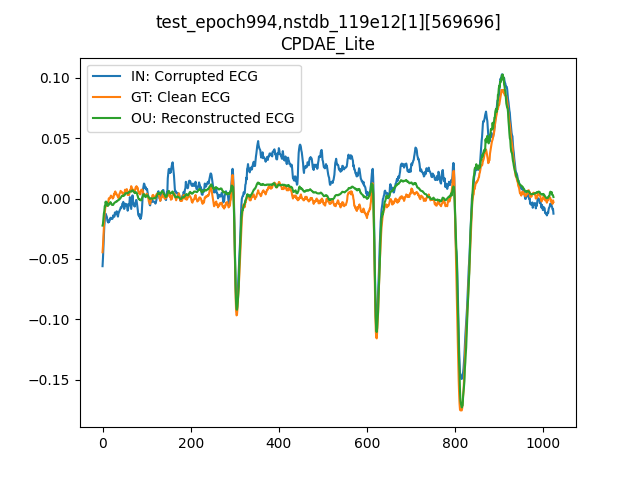 test_epoch994,nstdb_119e12[1][569696]
CPDAE_Lite
IN: Corrupted ECG
GT: Clean ECG
OU: Reconstructed ECG
0.10
0.05
0.00
−0.05
−0.10
−0.15
0 200 400 600 800 1000